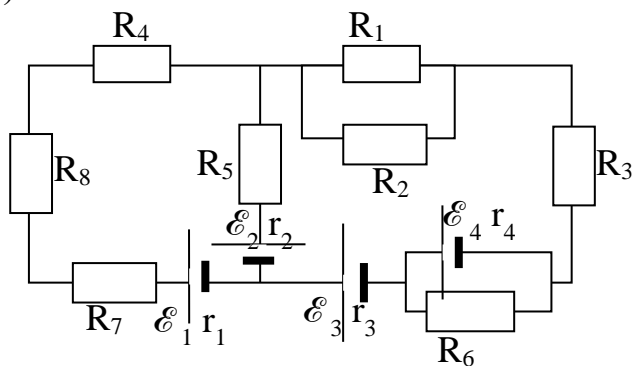 )
R₄ R₁
R₈ R₅ R₂ R₃
ℰ₂ r₂ ℰ₄ r₄
R₇ ℰ₁ r₁ ℰ₃ r₃ R₆